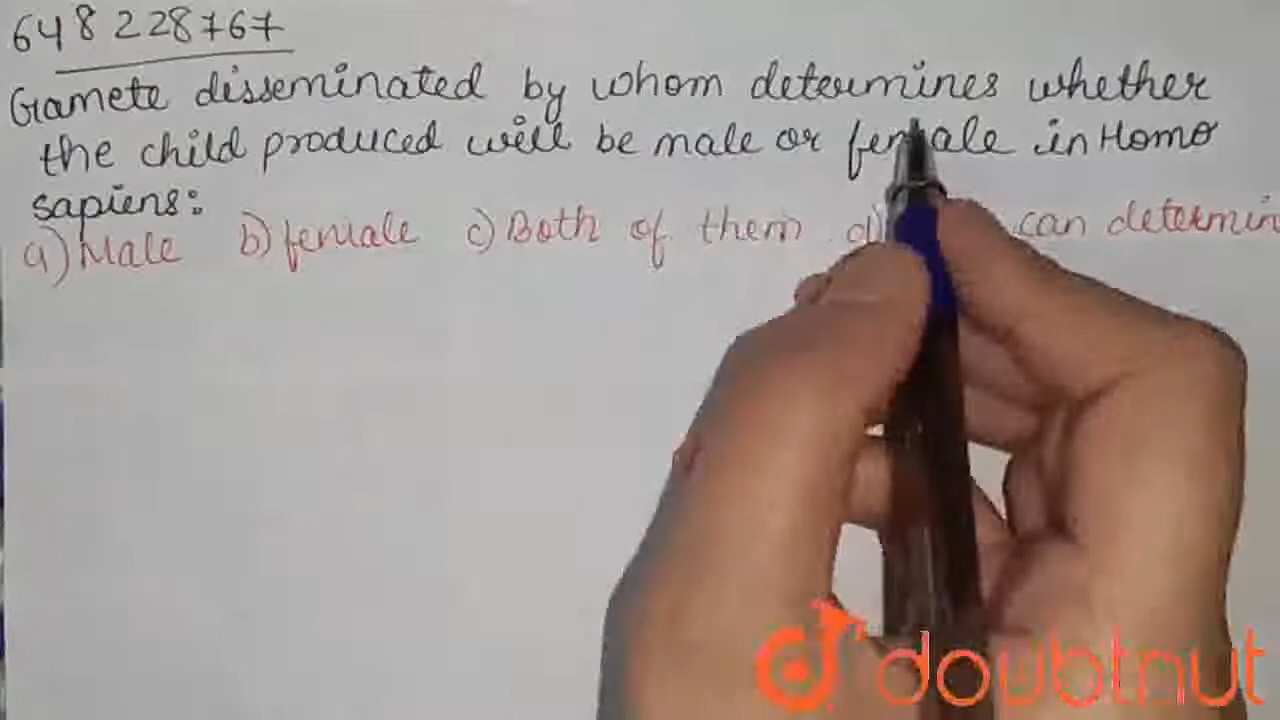 648228767
Gamete disseminated by whom determines whether
the child produced will be male or female in Homo
sapiens:
a) Male b) female c) Both of them d) can determin
doubtnut